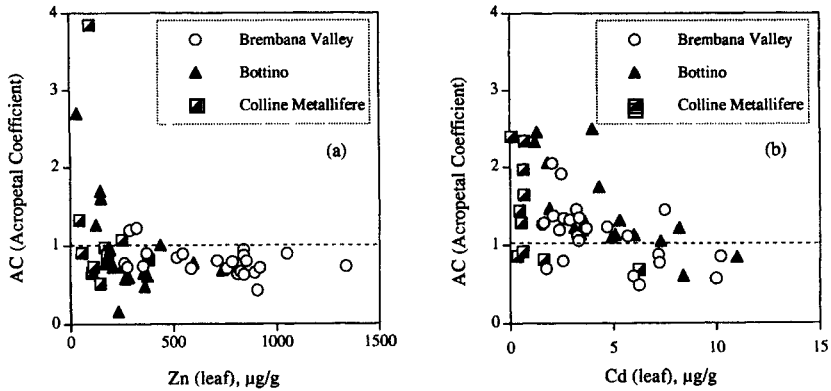 4
3
2
1
0
AC (Acropetal Coefficient)
Brembana Valley
Bottino
Colline Metallifere
(a)
0
500
1000
1500
Zn (leaf), µg/g
4
3
2
1
0
AC (Acropetal Coefficient)
Brembana Valley
Bottino
Colline Metallifere
(b)
0
5
10
15
Cd (leaf), µg/g